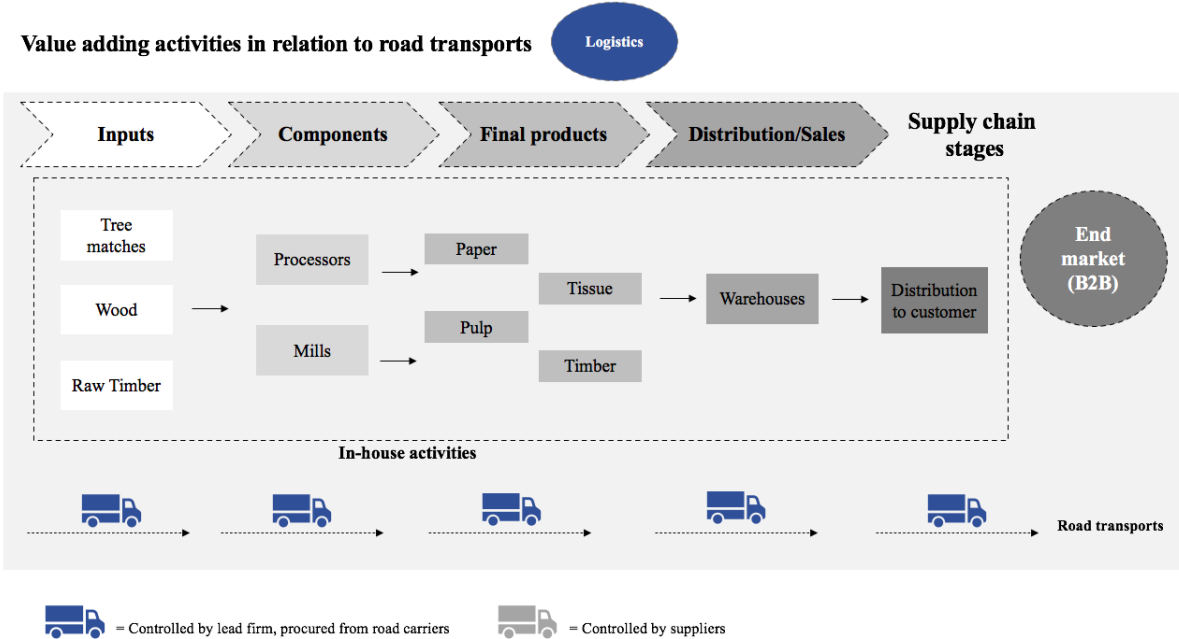 Value adding activities in relation to road transports
Logistics
Inputs
Components
Final products
Distribution/Sales
Supply chain
stages
Tree
matches
Wood
Raw Timber
Processors
Mills
Paper
Tissue
Pulp
Timber
Warehouses
Distribution
to customer
End
market
(B2B)
In-house activities
Road transports
= Controlled by lead firm, procured from road carriers
= Controlled by suppliers